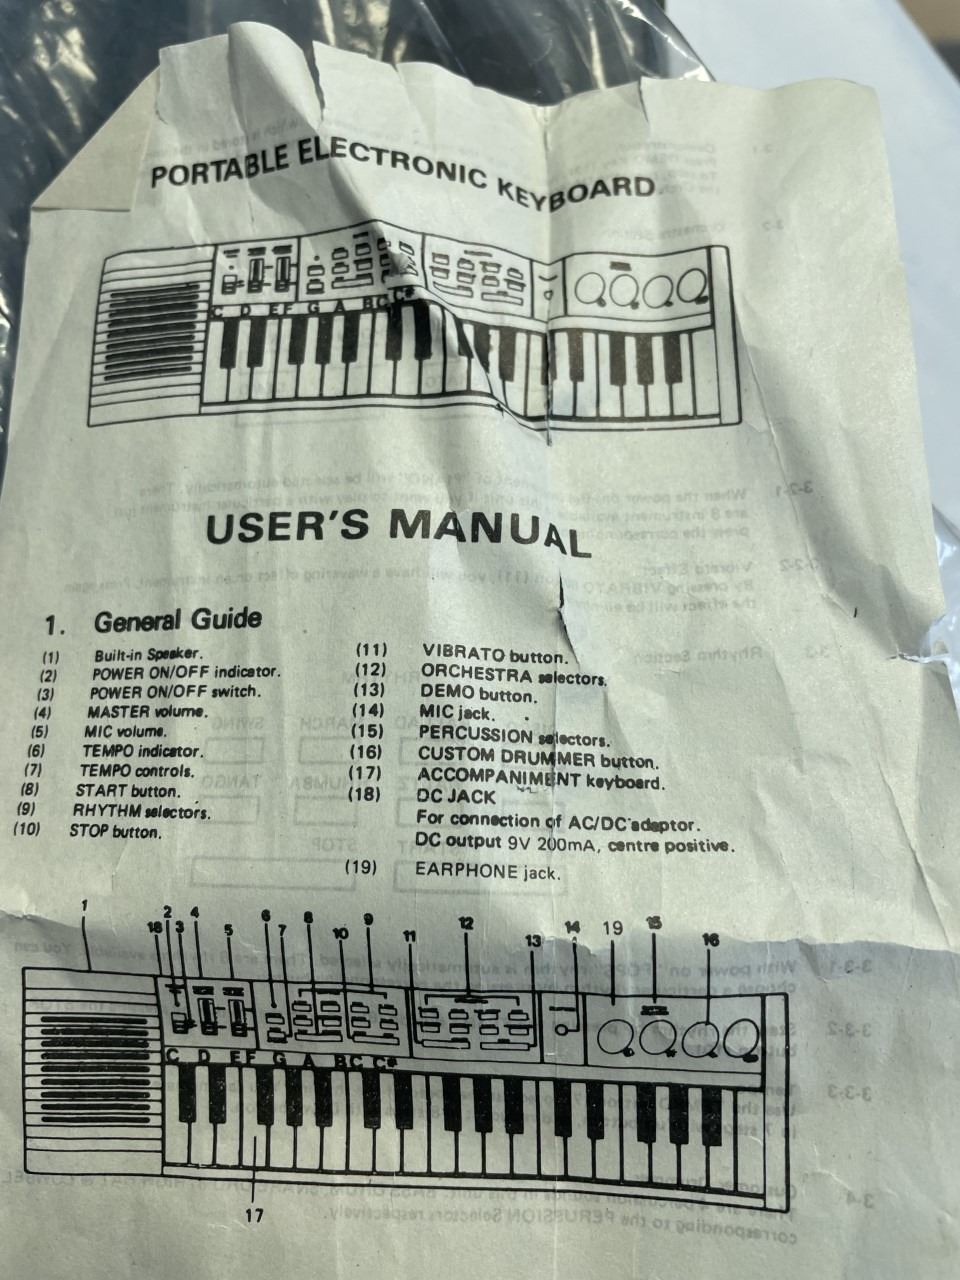 PORTABLE ELECTRONIC KEYBOARD
C D E F G A B C C#
USER'S MANUAL
1. General Guide
(1) Built-in Speaker.
(2) POWER ON/OFF indicator.
(3) POWER ON/OFF switch.
(4) MASTER volume.
(5) MIC volume.
(6) TEMPO indicator.
(7) TEMPO controls.
(8) START button.
(9) RHYTHM selectors.
(10) STOP button.
(11) VIBRATO button.
(12) ORCHESTRA selectors.
(13) DEMO button.
(14) MIC jack.
(15) PERCUSSION selectors.
(16) CUSTOM DRUMMER button.
(17) ACCOMPANIMENT keyboard.
(18) DC JACK
For connection of AC/DC adaptor.
DC output 9V 200mA, centre positive.
(19) EARPHONE jack.
1 18 2 3 4 5 6 7 8 10 9 11 12 13 14 19 15 16
C D E F G A B C C#
17